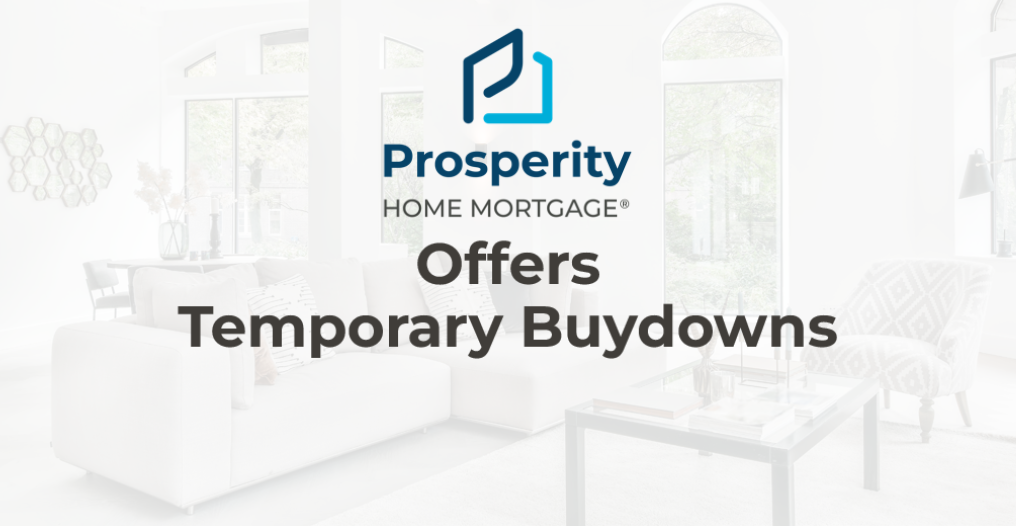 Prosperity
HOME MORTGAGE®
Offers
Temporary Buydowns